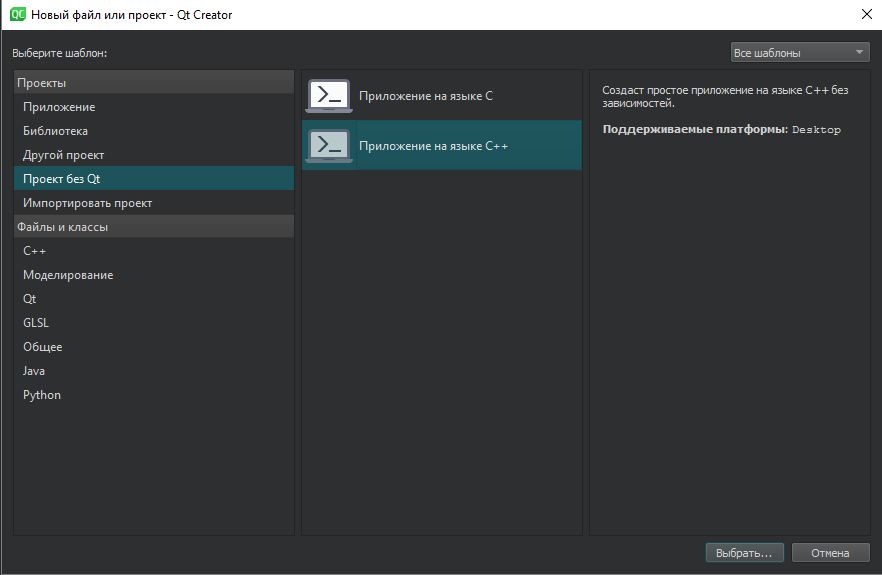 QC Новый файл или проект - Qt Creator
Выберите шаблон:
Все шаблоны
Проекты
Приложение
Библиотека
Другой проект
Проект без Qt
Импортировать проект
Файлы и классы
C++
Моделирование
Qt
GLSL
Общее
Java
Python
Приложение на языке C
Приложение на языке C++
Создаст простое приложение на языке C++ без
зависимостей.
Поддерживаемые платформы: Desktop
Выбрать...
Отмена